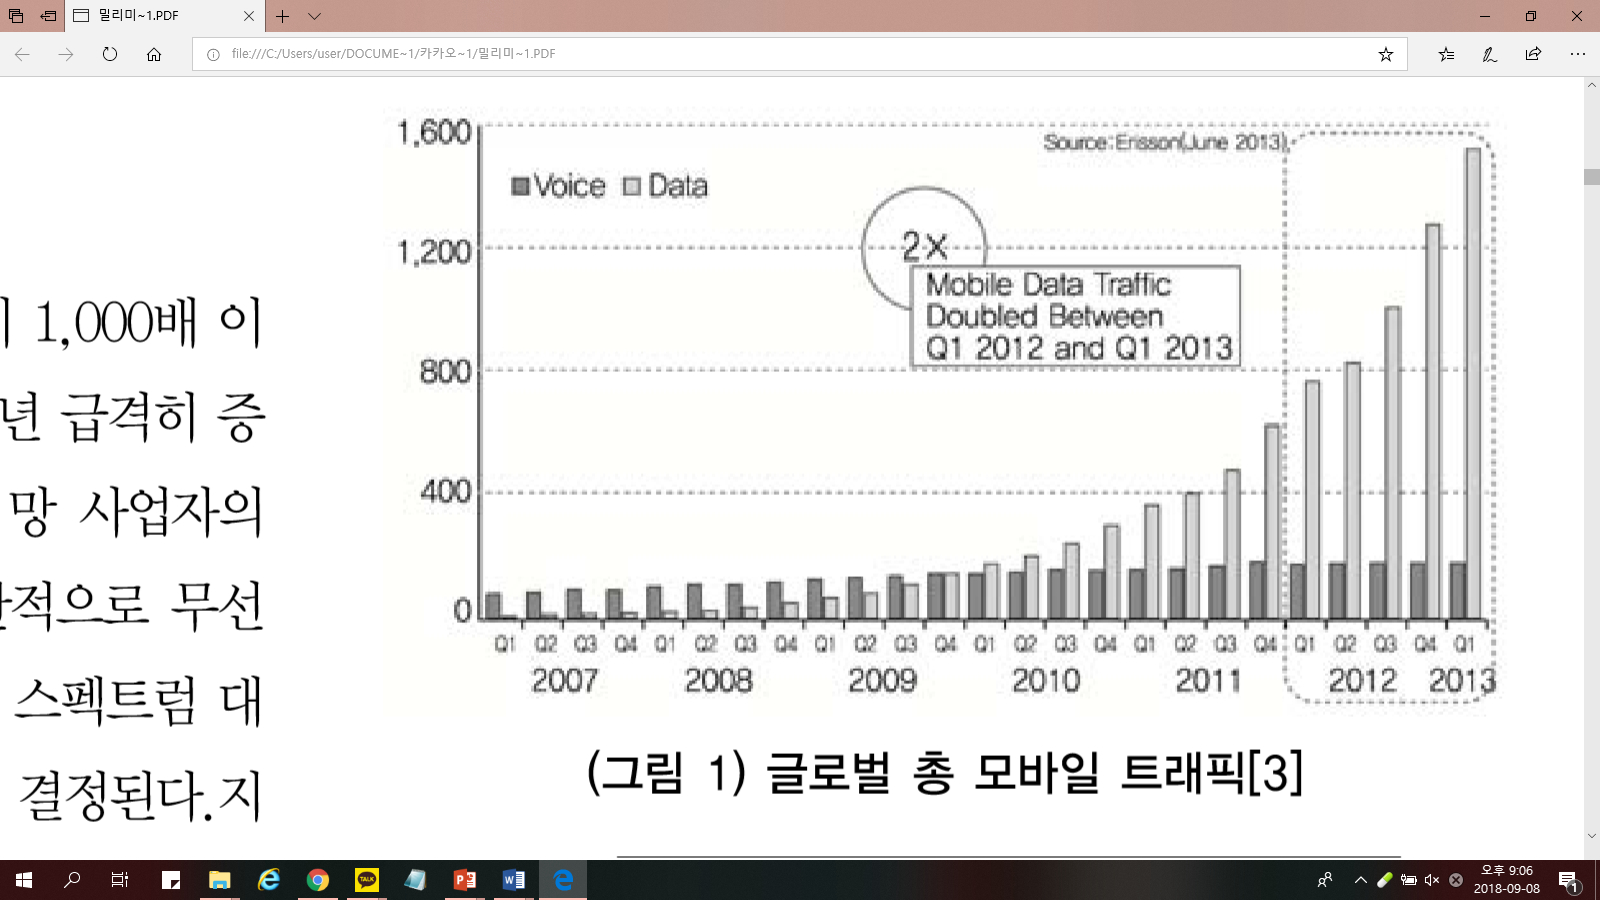 밀리미~1.PDF
file:///C:/Users/user/DOCUME~1/카카오~1/밀리미~1.PDF
1,000배 이
년 급격히 증
망 사업자의
적으로 무선
스펙트럼 대
결정된다.지
1,600
1,200
800
400
0
Source:Erisson(June 2013)
Voice Data
2X
Mobile Data Traffic
Doubled Between
Q1 2012 and Q1 2013
Q1 Q2 Q3 Q4 Q1 Q2 Q3 Q4 Q1 Q2 Q3 Q4 Q1 Q2 Q3 Q4 Q1 Q2 Q3 Q4 Q1 Q2 Q3 Q4 Q1
2007 2008 2009 2010 2011 2012 2013
(그림 1) 글로벌 총 모바일 트래픽[3]
TALK
오후 9:06
2018-09-08
1